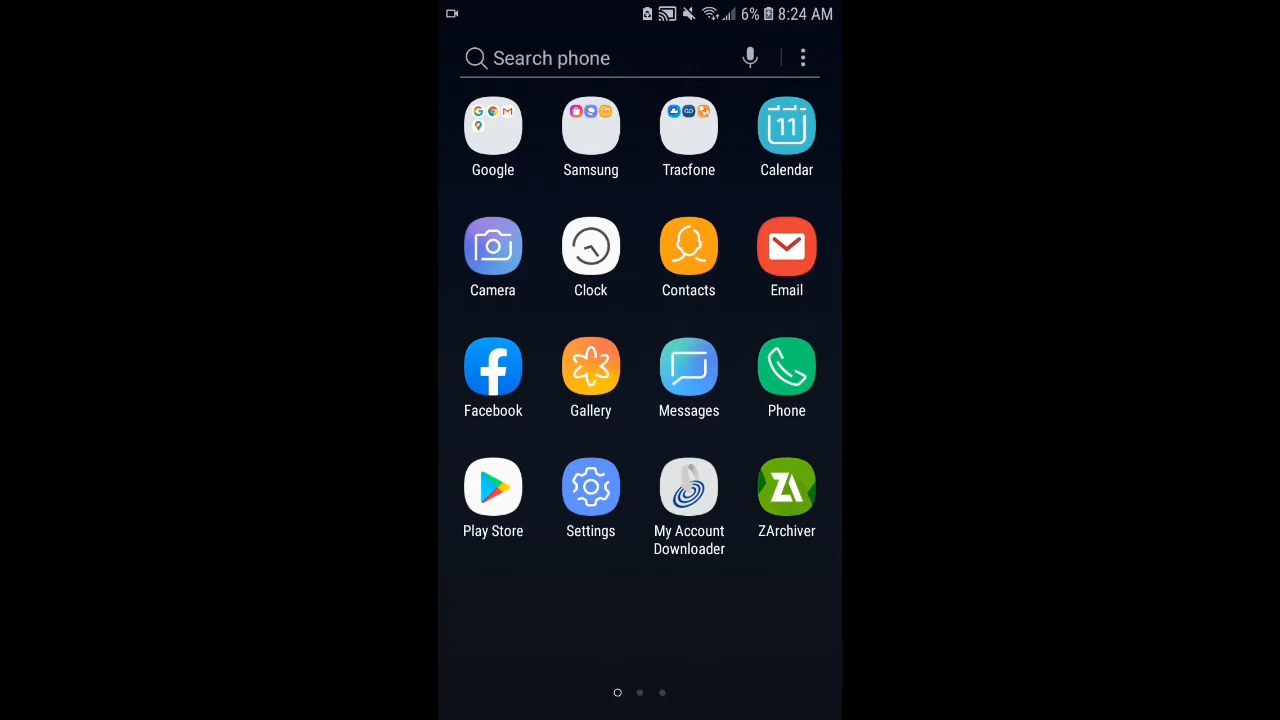 6% 8:24 AM
Search phone
Google Samsung Tracfone Calendar
11
Camera Clock Contacts Email
Facebook Gallery Messages Phone
Play Store Settings My Account Downloader ZArchiver